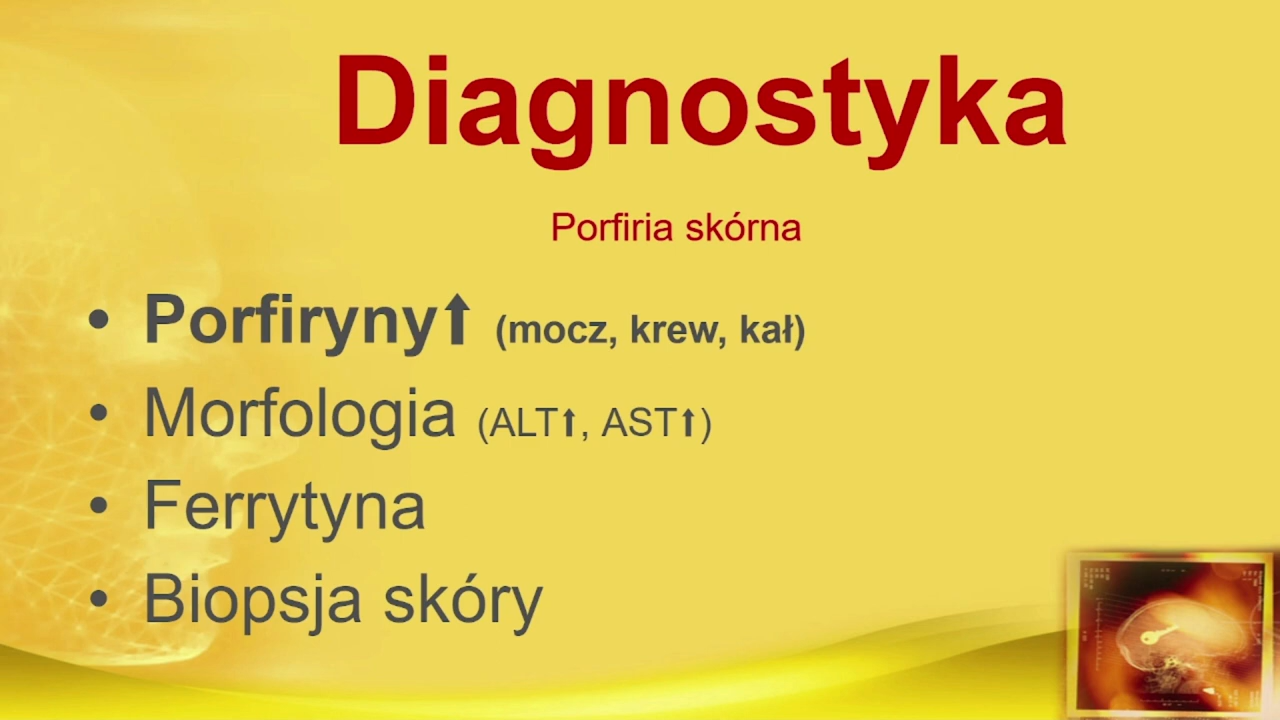 Diagnostyka
Porfiria skórna
• Porfiryny⬆ (mocz, krew, kał)
• Morfologia (ALT⬆, AST⬆)
• Ferrytyna
• Biopsja skóry